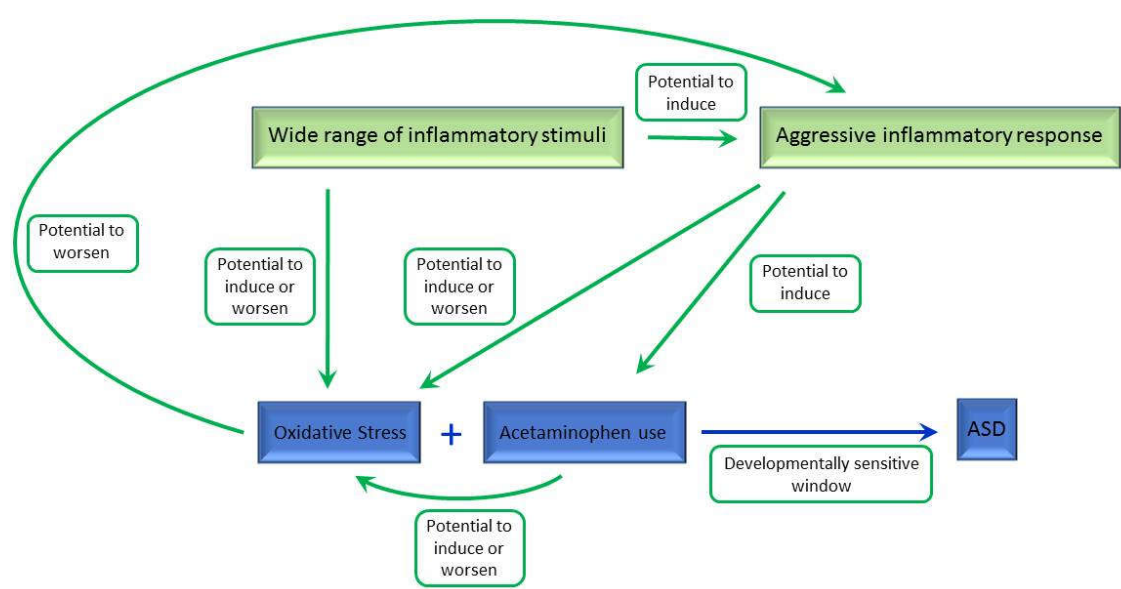 Potential to
induce
Wide range of inflammatory stimuli
Aggressive inflammatory response
Potential to
worsen
Potential to
induce or
worsen
Potential to
induce or
worsen
Potential to
induce
Oxidative Stress
+
Acetaminophen use
ASD
Developmentally sensitive
window
Potential to
induce or
worsen